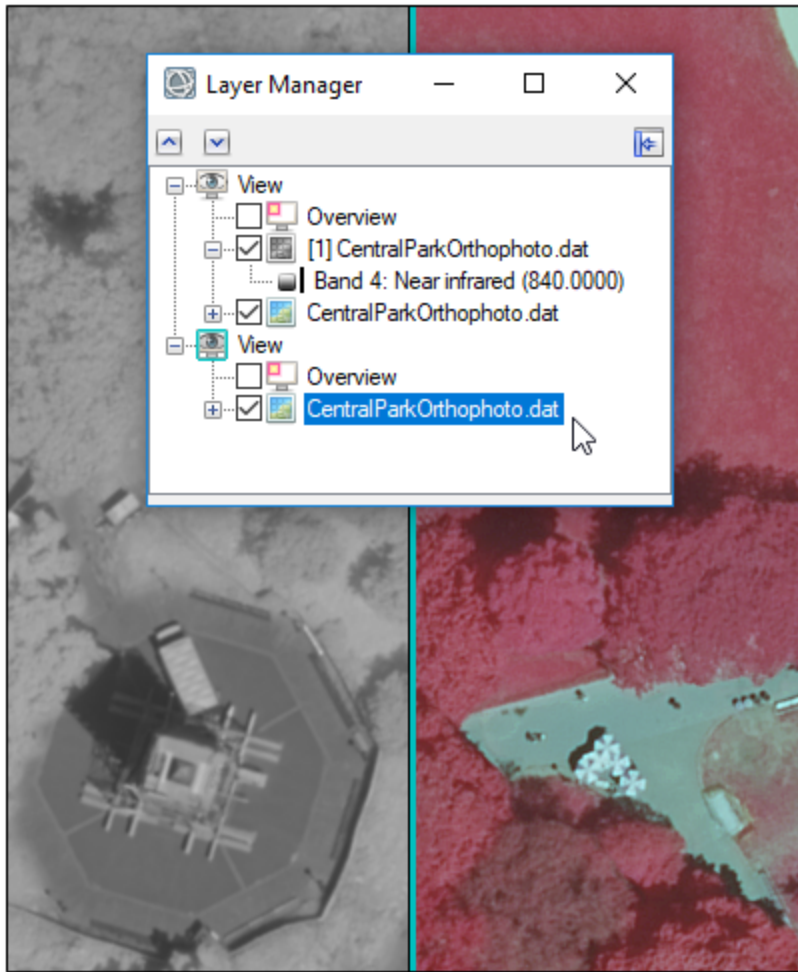 Layer Manager
View
Overview
[1] CentralParkOrthophoto.dat
Band 4: Near infrared (840.0000)
CentralParkOrthophoto.dat
View
Overview
CentralParkOrthophoto.dat